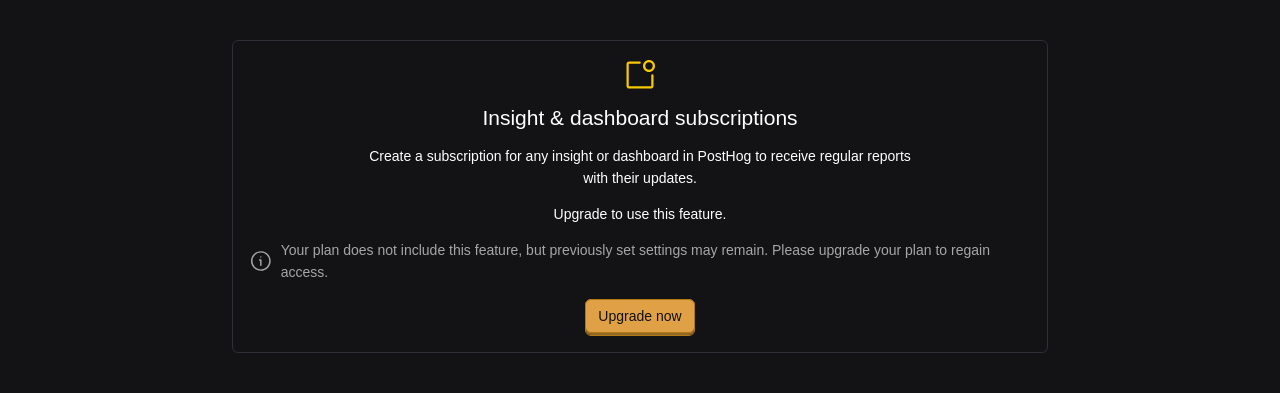 Insight & dashboard subscriptions
Create a subscription for any insight or dashboard in PostHog to receive regular reports
with their updates.
Upgrade to use this feature.
Your plan does not include this feature, but previously set settings may remain. Please upgrade your plan to regain
access.
Upgrade now